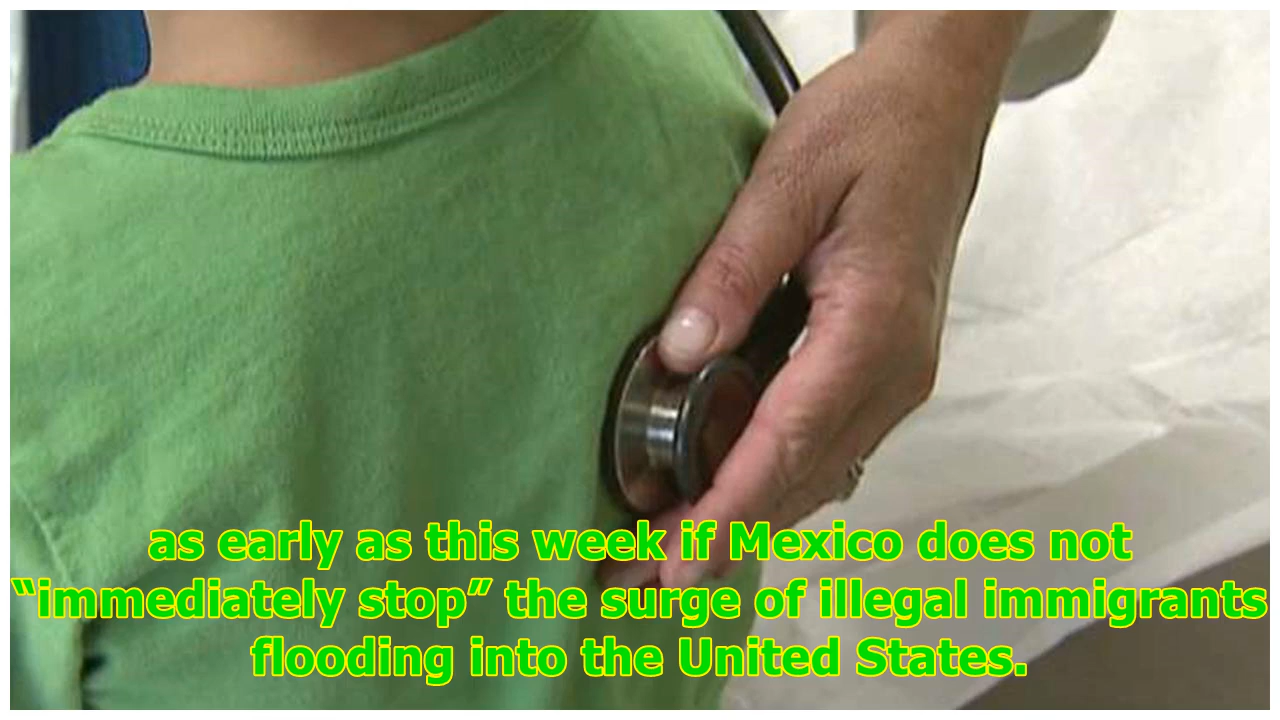 as early as this week if Mexico does not
“immediately stop” the surge of illegal immigrants
flooding into the United States.